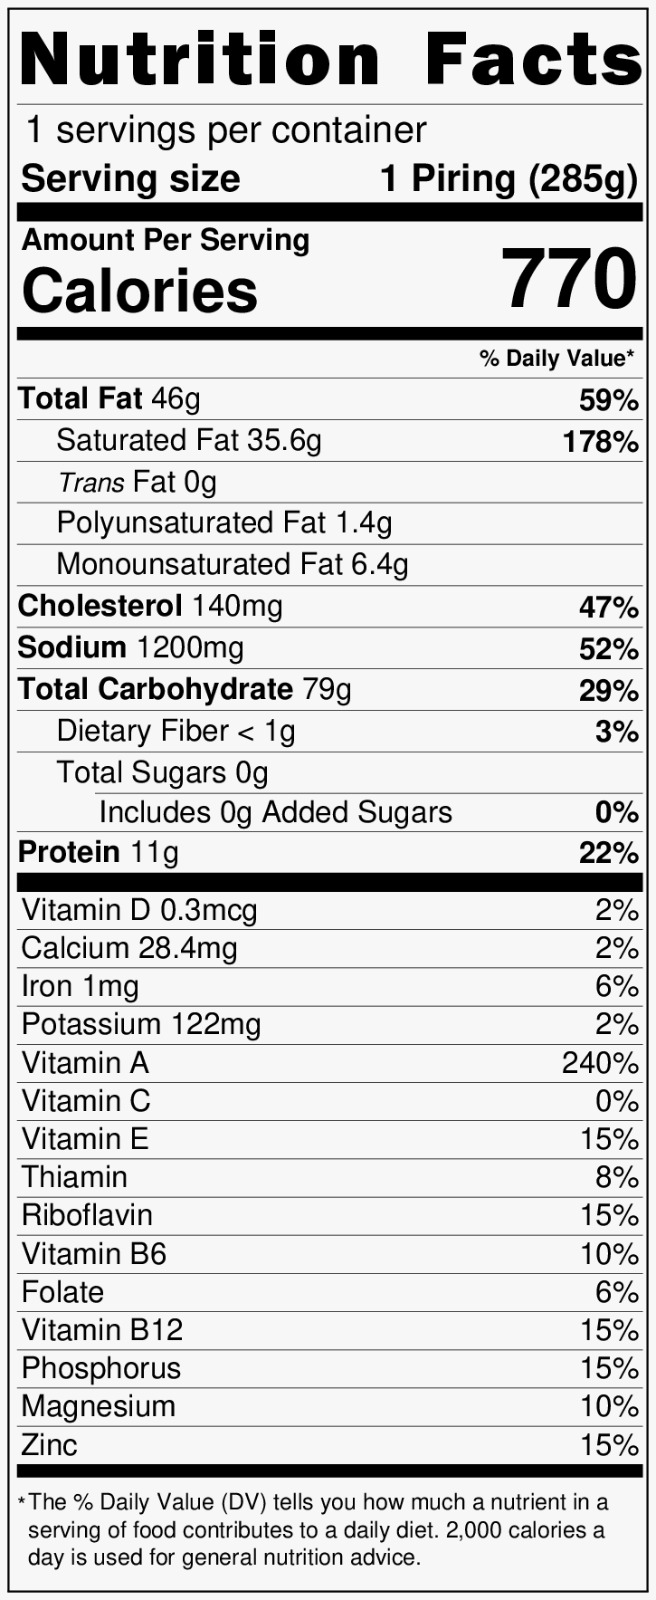 Nutrition Facts
1 servings per container
Serving size 1 Piring (285g)
Amount Per Serving
Calories 770
% Daily Value*
Total Fat 46g 59%
Saturated Fat 35.6g 178%
Trans Fat 0g
Polyunsaturated Fat 1.4g
Monounsaturated Fat 6.4g
Cholesterol 140mg 47%
Sodium 1200mg 52%
Total Carbohydrate 79g 29%
Dietary Fiber < 1g 3%
Total Sugars 0g
Includes 0g Added Sugars 0%
Protein 11g 22%
Vitamin D 0.3mcg 2%
Calcium 28.4mg 2%
Iron 1mg 6%
Potassium 122mg 2%
Vitamin A 240%
Vitamin C 0%
Vitamin E 15%
Thiamin 8%
Riboflavin 15%
Vitamin B6 10%
Folate 6%
Vitamin B12 15%
Phosphorus 15%
Magnesium 10%
Zinc 15%
*The % Daily Value (DV) tells you how much a nutrient in a
serving of food contributes to a daily diet. 2,000 calories a
day is used for general nutrition advice.